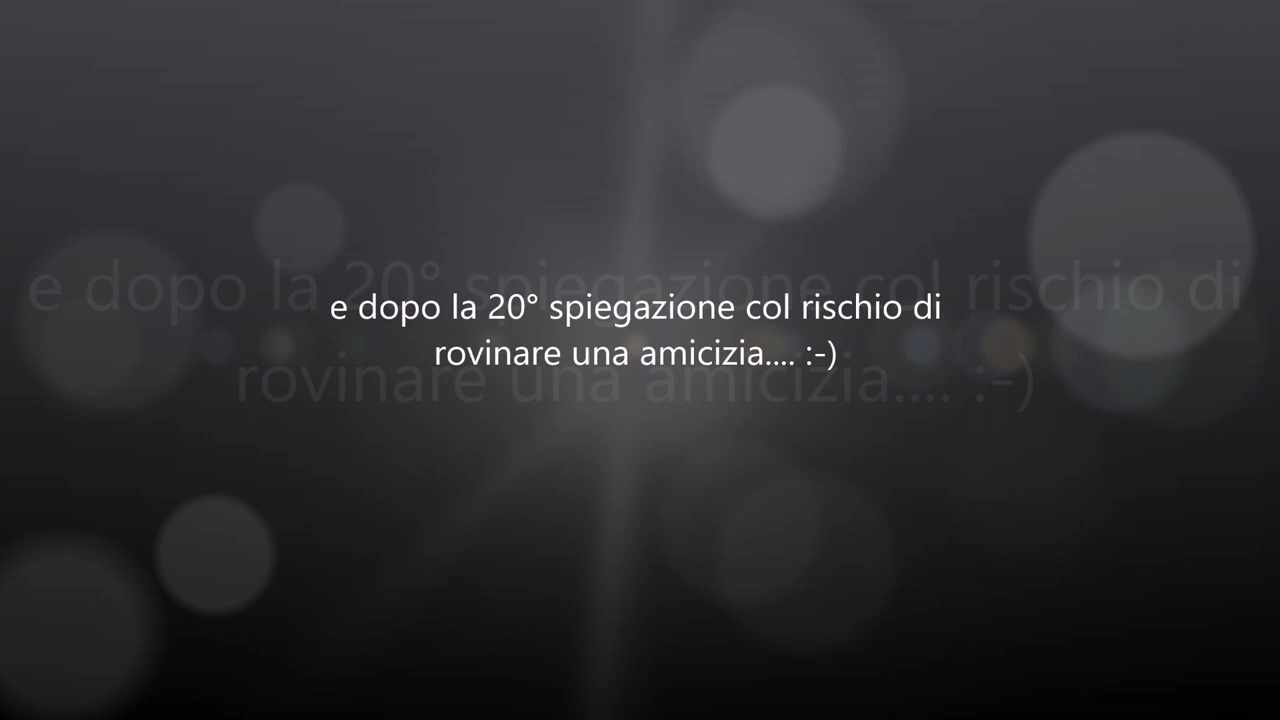 e dopo la 20° spiegazione col rischio di
rovinare una amicizia.... :-)